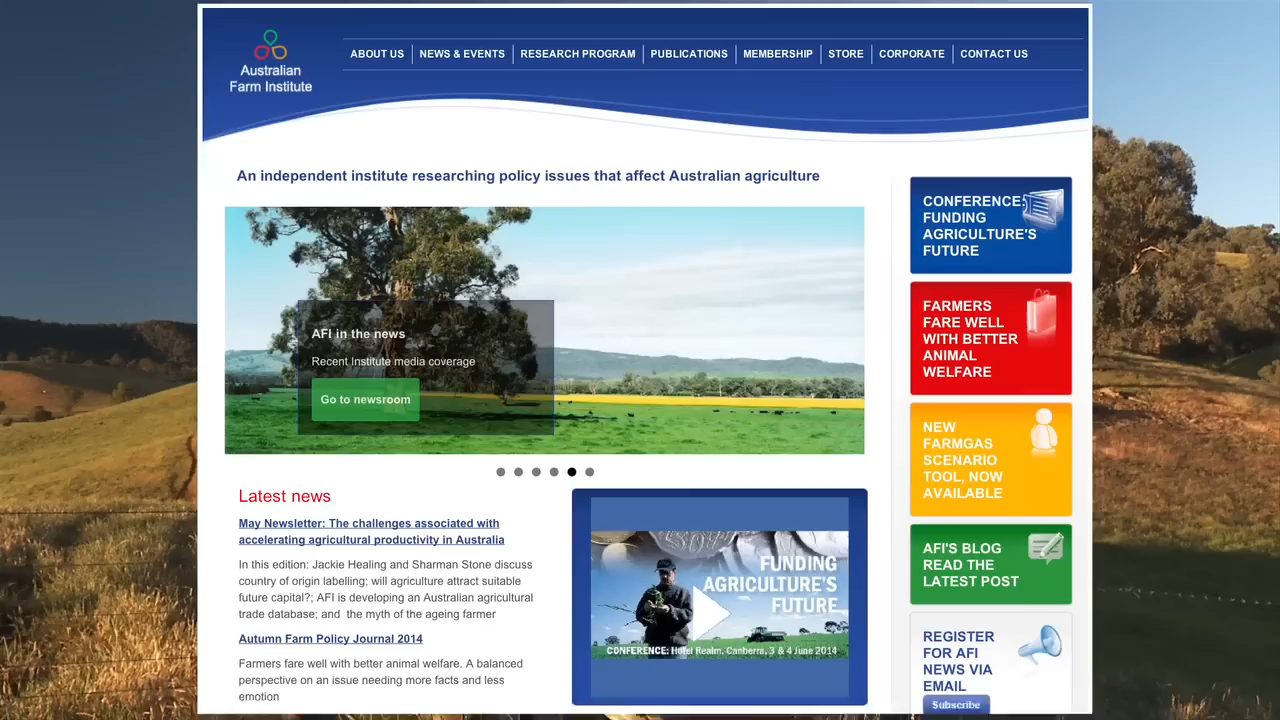 Australian
Farm Institute
ABOUT US
NEWS & EVENTS
RESEARCH PROGRAM
PUBLICATIONS
MEMBERSHIP
STORE
CORPORATE
CONTACT US
An independent institute researching policy issues that affect Australian agriculture
AFI in the news
Recent Institute media coverage
Go to newsroom
Latest news
May Newsletter: The challenges associated with
accelerating agricultural productivity in Australia
In this edition: Jackie Healing and Sharman Stone discuss
country of origin labelling; will agriculture attract suitable
future capital?; AFI is developing an Australian agricultural
trade database; and the myth of the ageing farmer
Autumn Farm Policy Journal 2014
Farmers fare well with better animal welfare. A balanced
perspective on an issue needing more facts and less
emotion
FUNDING
AGRICULTURE'S
FUTURE
CONFERENCE: Hotel Realm, Canberra, 3 & 4 June 2014
CONFERENCE:
FUNDING
AGRICULTURE'S
FUTURE
FARMERS
FARE WELL
WITH BETTER
ANIMAL
WELFARE
NEW
FARMGAS
SCENARIO
TOOL, NOW
AVAILABLE
AFI'S BLOG
READ THE
LATEST POST
REGISTER
FOR AFI
NEWS VIA
EMAIL
Subscribe